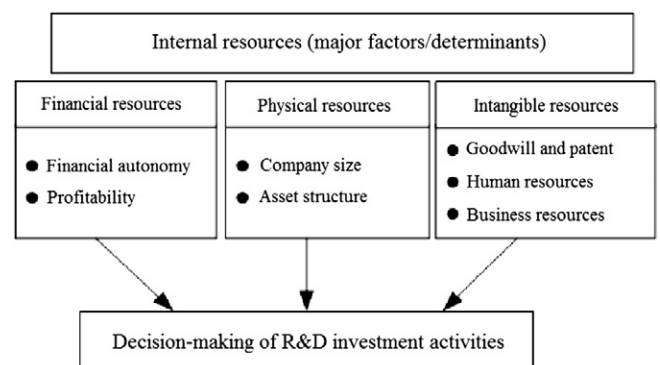 Internal resources (major factors/determinants)
Financial resources
● Financial autonomy
● Profitability
Physical resources
● Company size
● Asset structure
Intangible resources
● Goodwill and patent
● Human resources
● Business resources
Decision-making of R&D investment activities